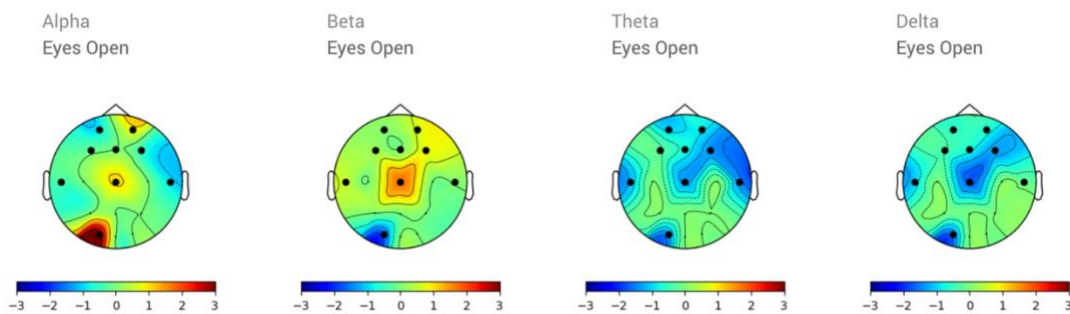 Alpha
Eyes Open
Beta
Eyes Open
Theta
Eyes Open
Delta
Eyes Open
−3 −2 −1 0 1 2 3
−3 −2 −1 0 1 2 3
−3 −2 −1 0 1 2 3
−3 −2 −1 0 1 2 3